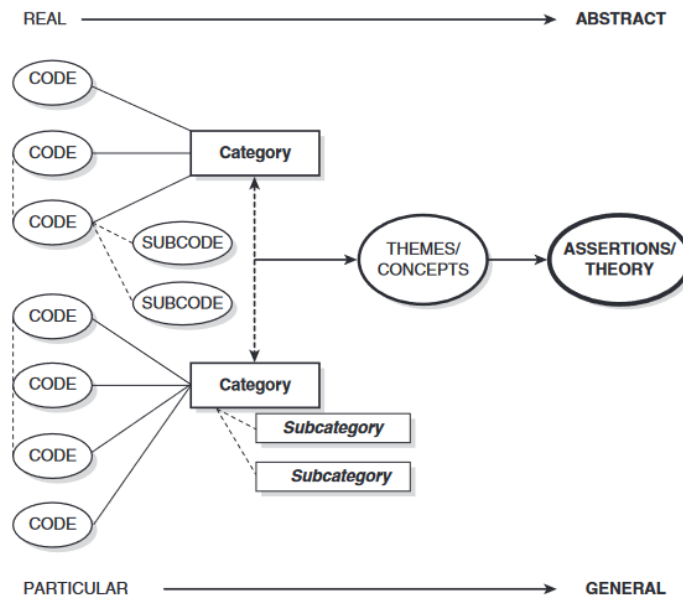 REAL
ABSTRACT
CODE
CODE
Category
CODE
SUBCODE
SUBCODE
THEMES/
CONCEPTS
ASSERTIONS/
THEORY
CODE
CODE
Category
Subcategory
CODE
Subcategory
CODE
PARTICULAR
GENERAL